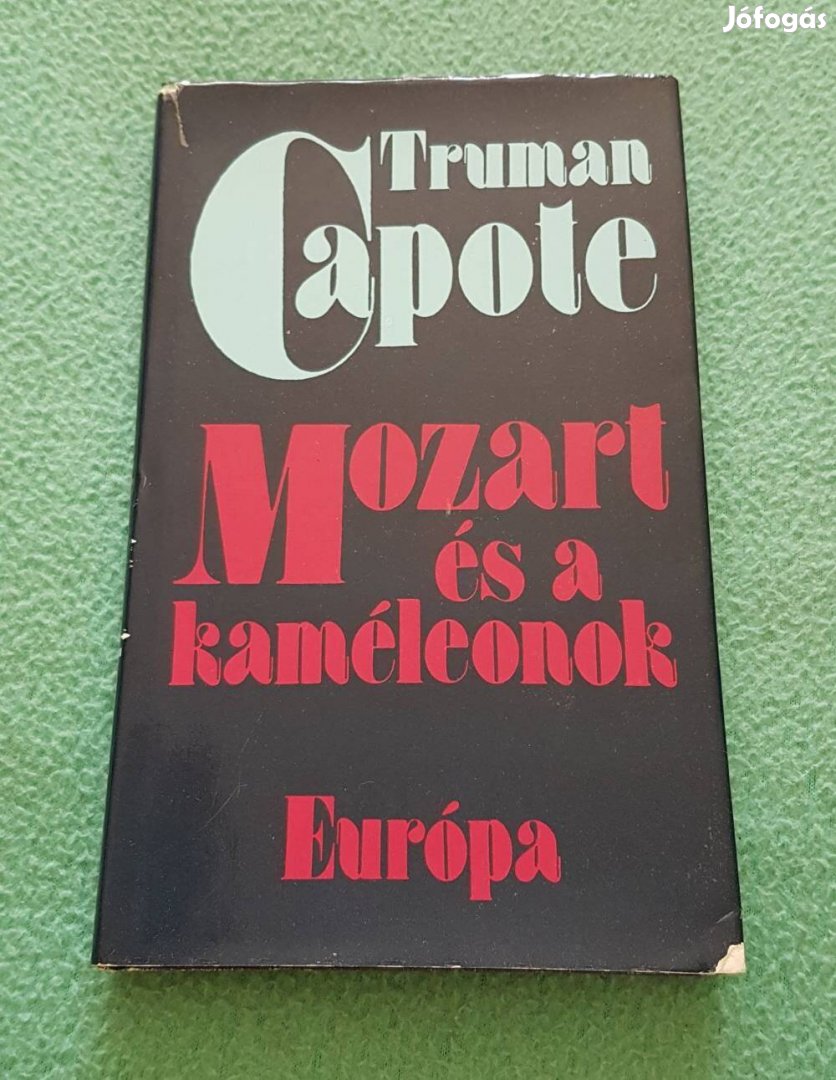 Jófogás
Truman
Capote
Mozart
és a
kaméleonok
Európa